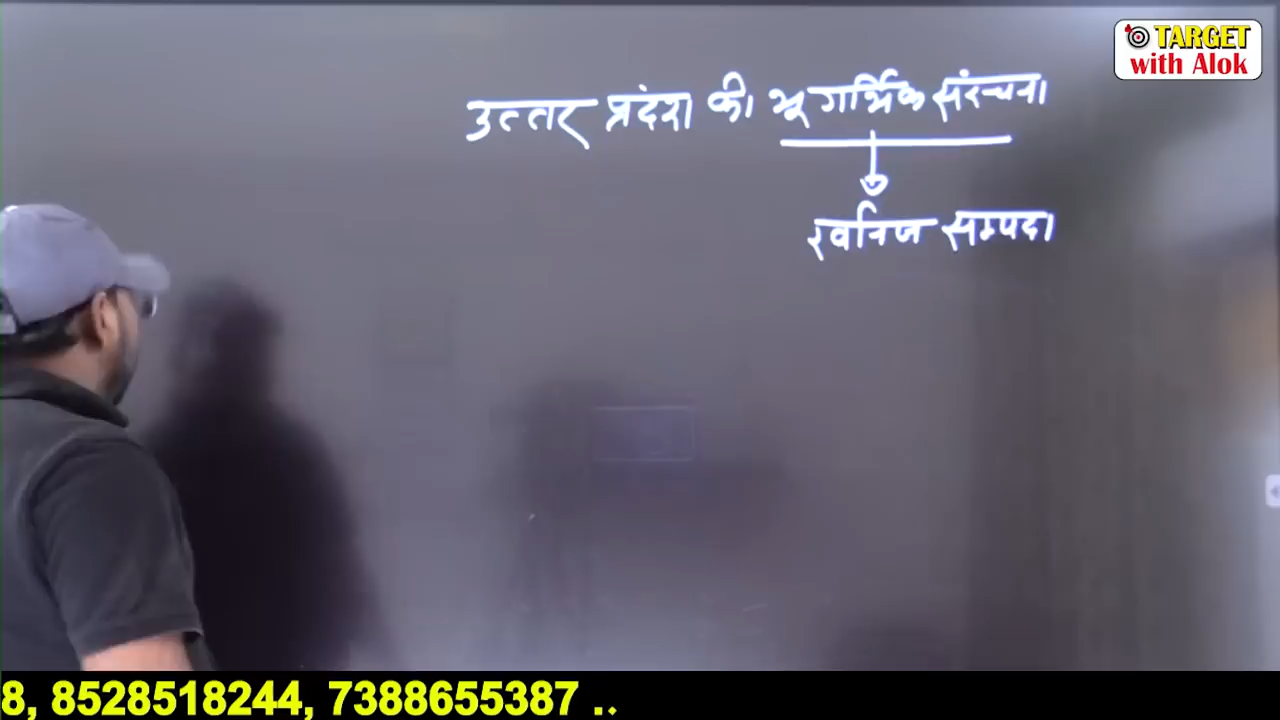 TARGET
with Alok
उत्तर प्रदेश की भूगर्भिक संरचना
खनिज सम्पदा
8, 8528518244, 7388655387 ..